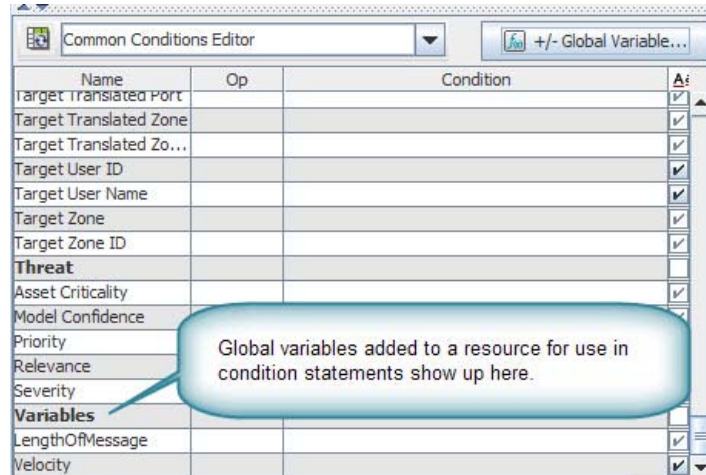 Common Conditions Editor
+/- Global Variable...
Name Op Condition
Target Translated Port
Target Translated Zone
Target Translated Zo...
Target User ID
Target User Name
Target Zone
Target Zone ID
Threat
Asset Criticality
Model Confidence
Priority
Relevance
Severity
Global variables added to a resource for use in
condition statements show up here.
Variables
LengthOfMessage
Velocity